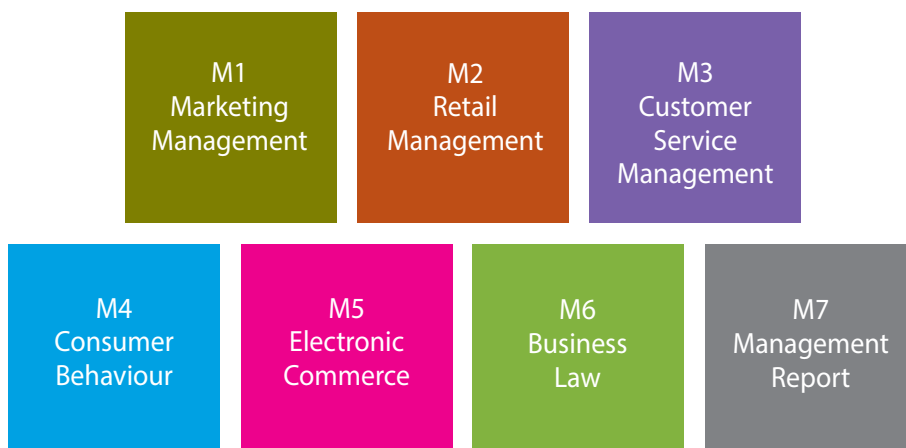 M1
Marketing
Management
M2
Retail
Management
M3
Customer
Service
Management
M4
Consumer
Behaviour
M5
Electronic
Commerce
M6
Business
Law
M7
Management
Report